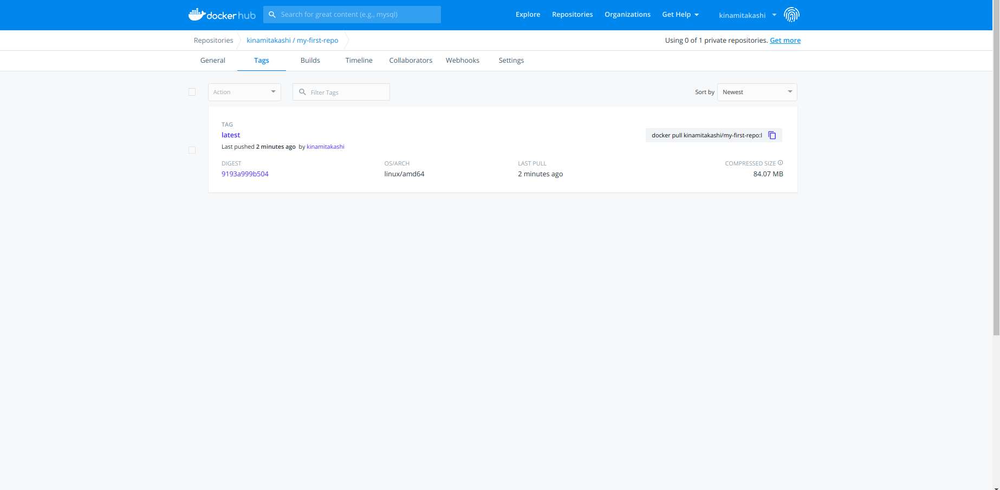 docker hub
Search for great content (e.g., mysql)
Explore
Repositories
Organizations
Get Help
kinamitakashi
Repositories
kinamitakashi / my-first-repo
Using 0 of 1 private repositories. Get more
General
Tags
Builds
Timeline
Collaborators
Webhooks
Settings
Action
Filter Tags
Sort by
Newest
TAG
latest
docker pull kinamitakashi/my-first-repo:l
Last pushed 2 minutes ago by kinamitakashi
DIGEST
OS/ARCH
LAST PULL
COMPRESSED SIZE
9193a999b504
linux/amd64
2 minutes ago
84.07 MB